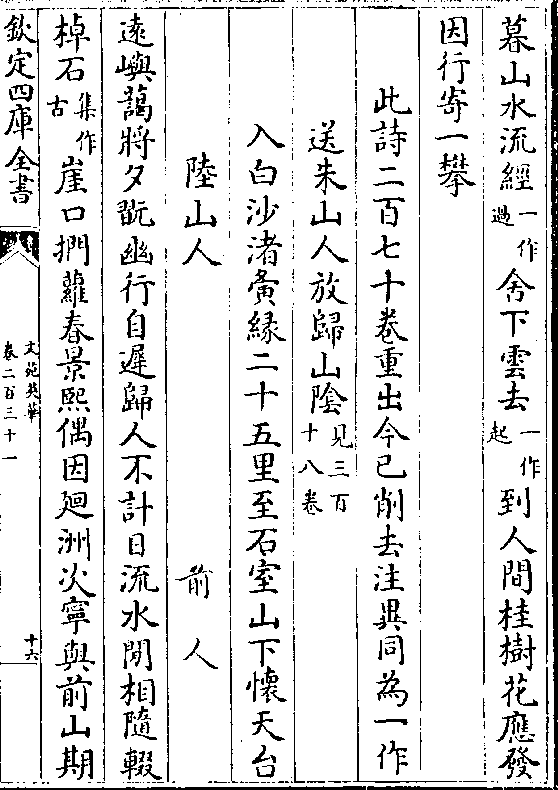 暮山水流經一作過舍下雲去一作起到人間桂樹花應發
因行寄一攀
此詩二百七十卷重出今已削去注異同為一作
送朱山人放歸山陰見三百十八卷
入白沙渚夤緣二十五里至石室山下懷天台
陸山人 前人
遠嶼藹將夕翫幽行自遲歸人不計日流水閒相隨輟
棹石集作古崖口捫蘿春景熙偶因廻洲次寧與前山期
欽定四庫全書
文苑英華
卷二百三十一
十六